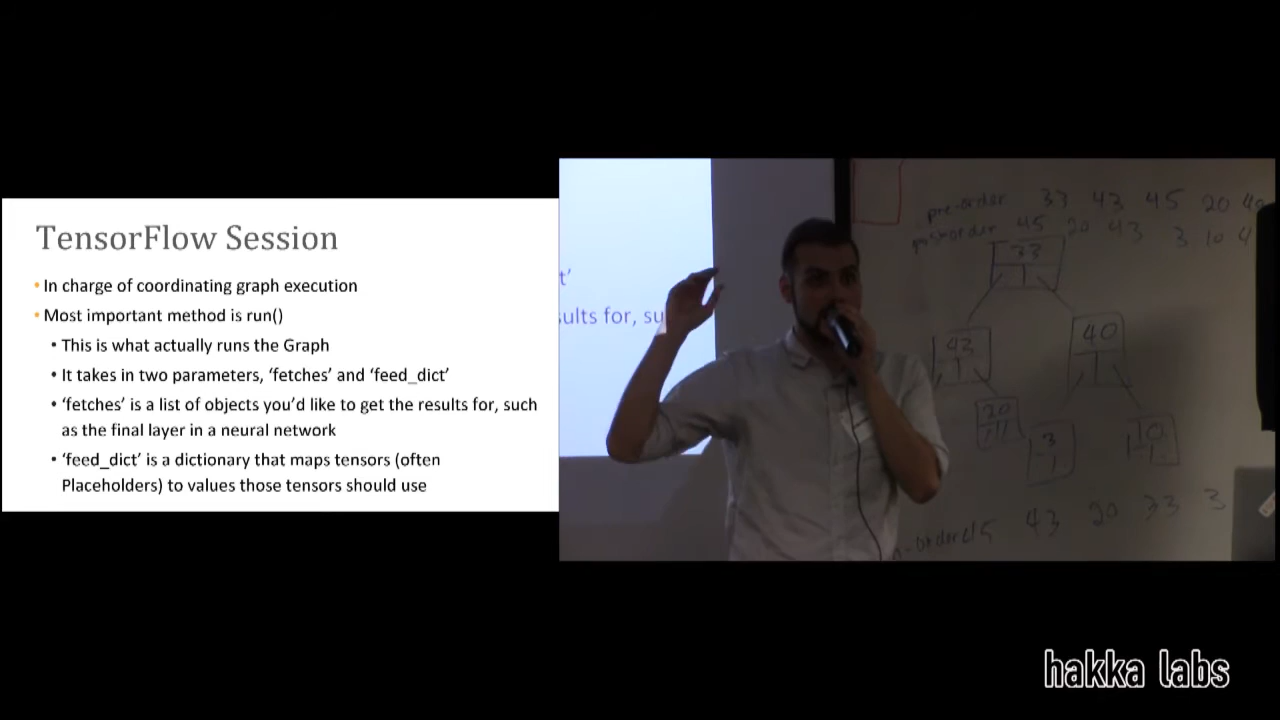 TensorFlow Session
• In charge of coordinating graph execution
• Most important method is run()
• This is what actually runs the Graph
• It takes in two parameters, ‘fetches’ and ‘feed_dict’
• ‘fetches’ is a list of objects you’d like to get the results for, such
as the final layer in a neural network
• ‘feed_dict’ is a dictionary that maps tensors (often
Placeholders) to values those tensors should use
t’
ults for, su
pre-order 33 43 45 20 40
45 20 43 3 10 4
33
43
40
20
3
10
43 20 33 3
hakka labs